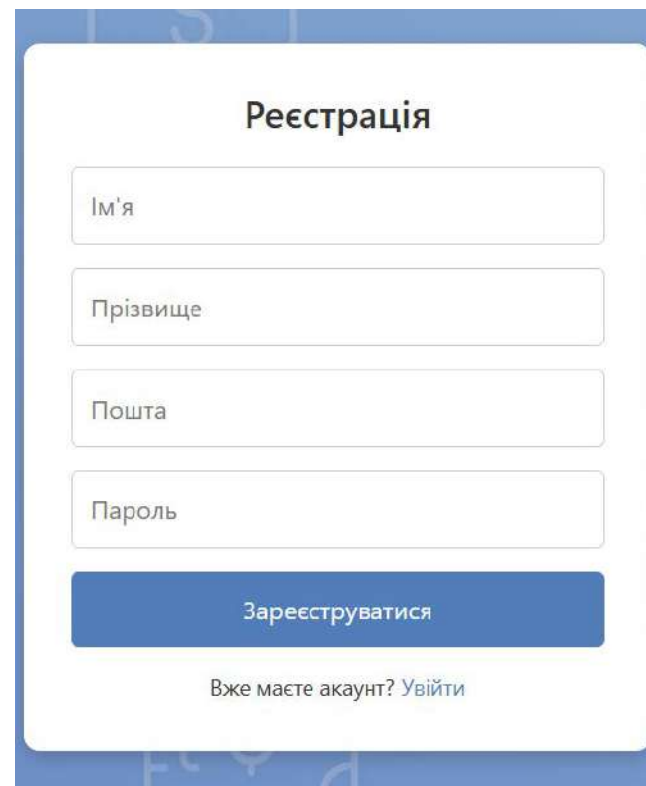 Реєстрація
Ім'я
Прізвище
Пошта
Пароль
Зареєструватися
Вже маєте акаунт? Увійти